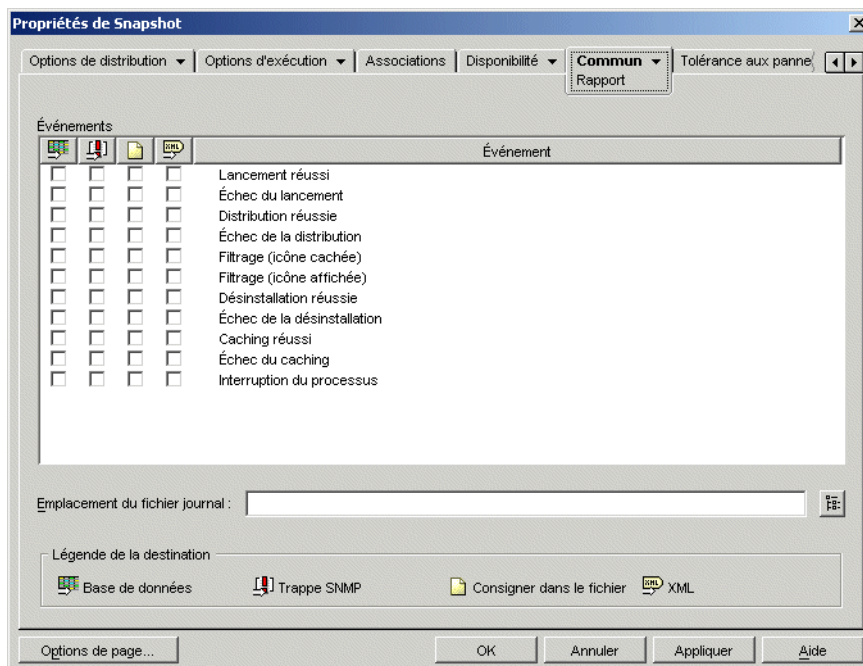 Propriétés de Snapshot
Options de distribution Options d'exécution Associations Disponibilité Commun Tolérance aux panne
Rapport
Événements
XML Événement
Lancement réussi
Échec du lancement
Distribution réussie
Échec de la distribution
Filtrage (icône cachée)
Filtrage (icône affichée)
Désinstallation réussie
Échec de la désinstallation
Caching réussi
Échec du caching
Interruption du processus
Emplacement du fichier journal :
Légende de la destination
Base de données Trappe SNMP Consigner dans le fichier XML XML
Options de page... OK Annuler Appliquer Aide